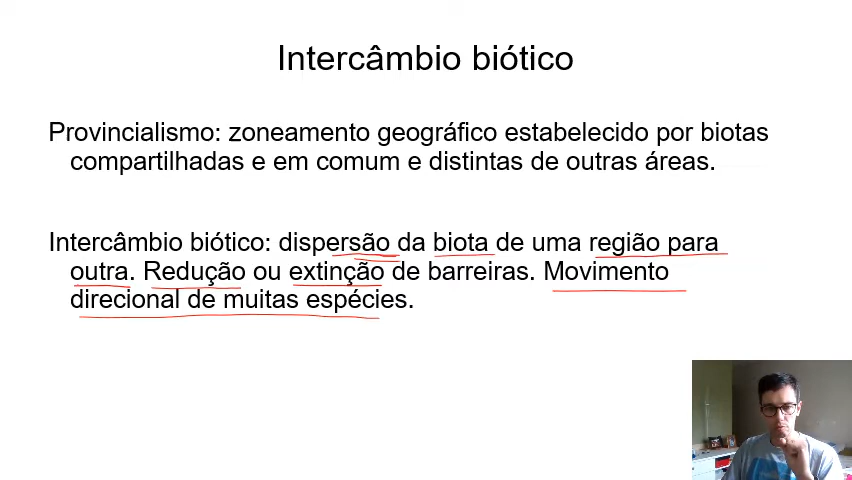 Intercâmbio biótico
Provincialismo: zoneamento geográfico estabelecido por biotas
compartilhadas e em comum e distintas de outras áreas.
Intercâmbio biótico: dispersão da biota de uma região para
outra. Redução ou extinção de barreiras. Movimento
direcional de muitas espécies.